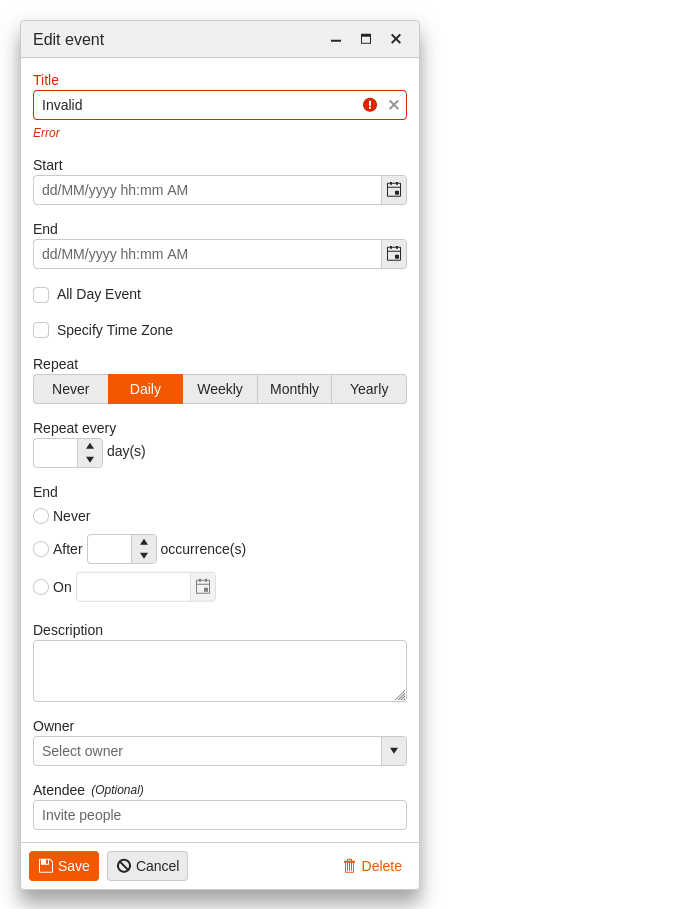 Edit event
Title
Invalid
Error
Start
dd/MM/yyyy hh:mm AM
End
dd/MM/yyyy hh:mm AM
All Day Event
Specify Time Zone
Repeat
Never Daily Weekly Monthly Yearly
Repeat every
day(s)
End
Never
After occurrence(s)
On
Description
Owner
Select owner
Atendee (Optional)
Invite people
Save Cancel Delete